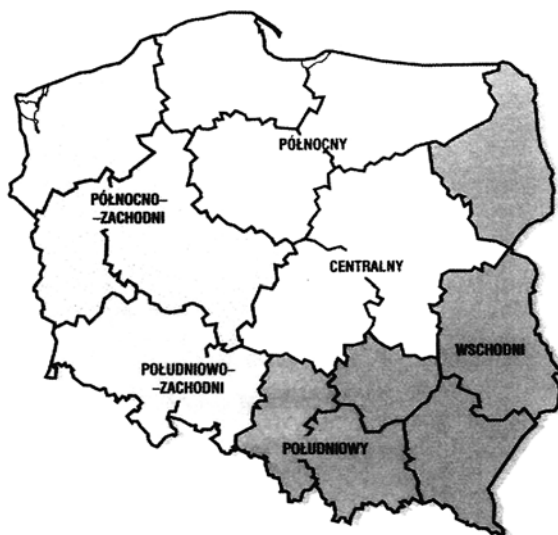 PÓŁNOCNY
PÓŁNOCNO–
–ZACHODNI
CENTRALNY
WSCHODNI
POŁUDNIOWO–
–ZACHODNI
POŁUDNIOWY